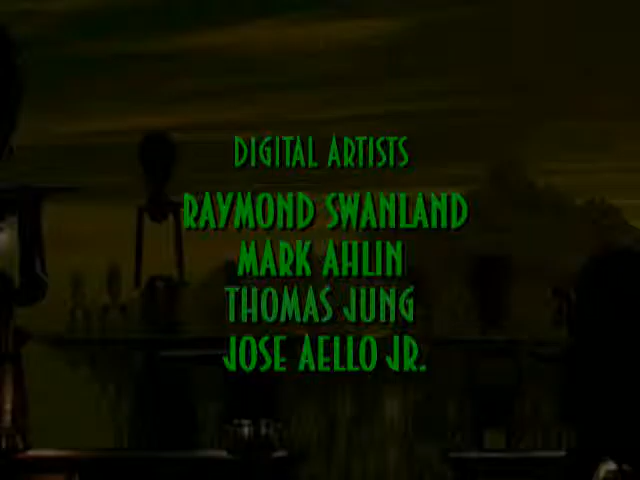 DIGITAL ARTISTS
RAYMOND SWANLAND
MARK AHLIN
THOMAS JUNG
JOSE AELLO JR.